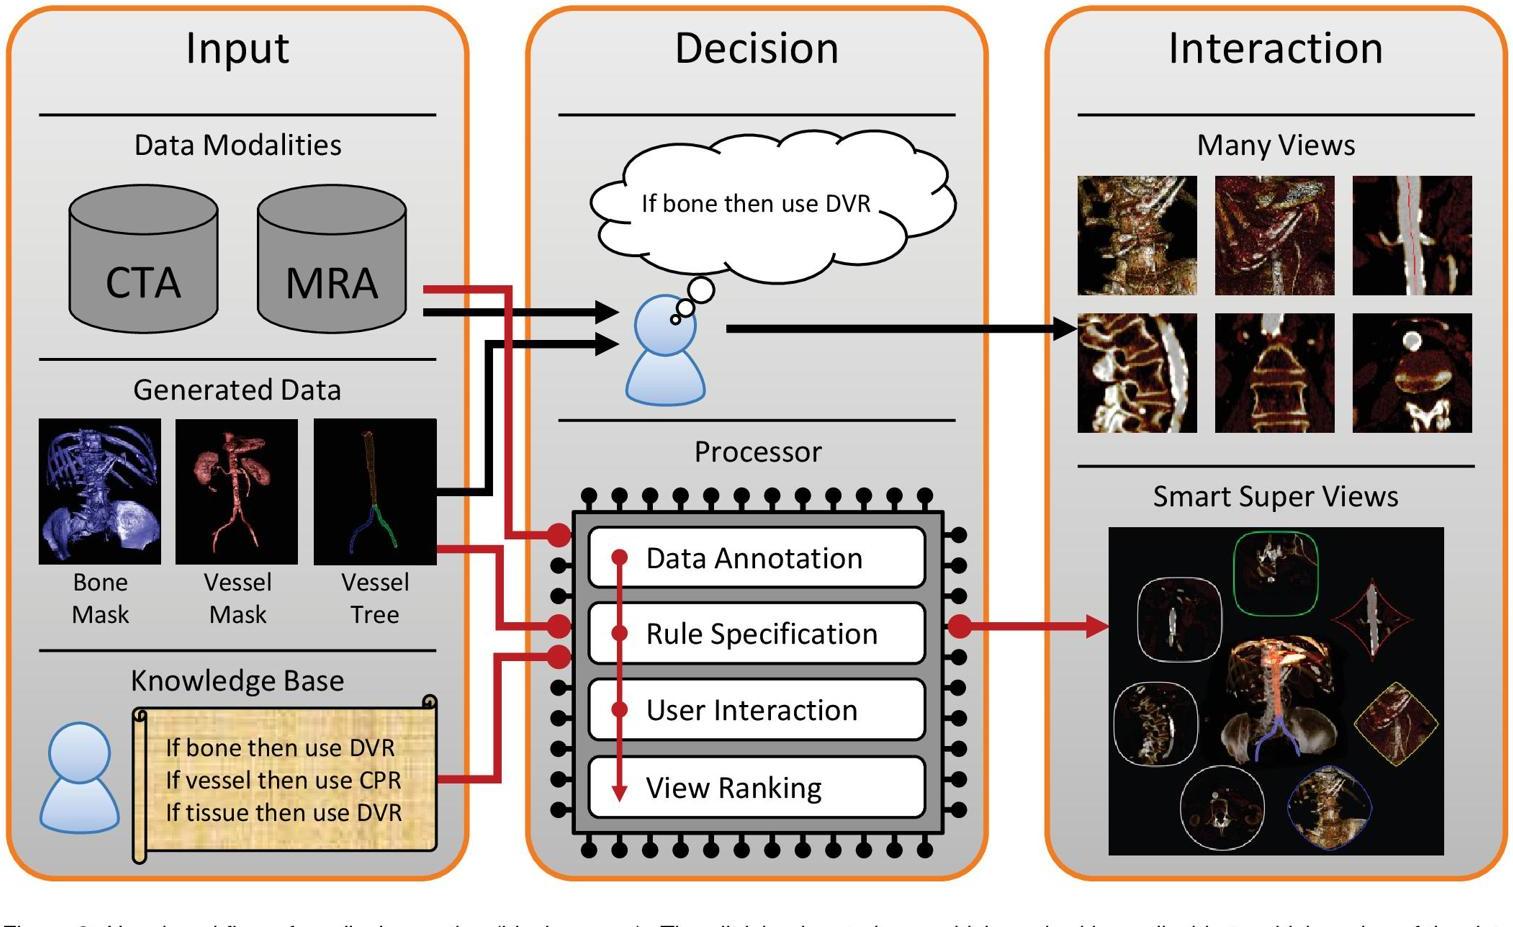 Input
Data Modalities
CTA
MRA
Generated Data
Bone
Mask
Vessel
Mask
Vessel
Tree
Knowledge Base
If bone then use DVR
If vessel then use CPR
If tissue then use DVR
Decision
If bone then use DVR
Processor
Data Annotation
Rule Specification
User Interaction
View Ranking
Interaction
Many Views
Smart Super Views